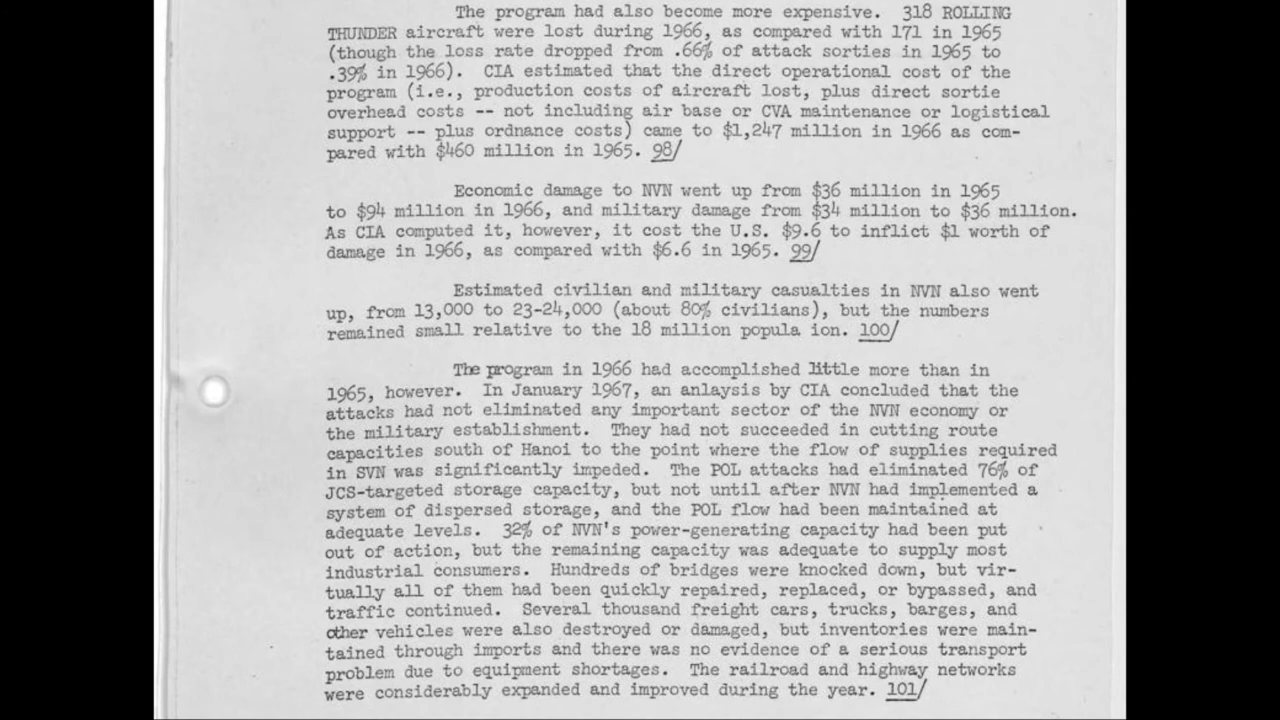 The program had also become more expensive. 318 ROLLING
THUNDER aircraft were lost during 1966, as compared with 171 in 1965
(though the loss rate dropped from .66% of attack sorties in 1965 to
.39% in 1966). CIA estimated that the direct operational cost of the
program (i.e., production costs of aircraft lost, plus direct sortie
overhead costs -- not including air base or CVA maintenance or logistical
support -- plus ordnance costs) came to $1,247 million in 1966 as com-
pared with $460 million in 1965. 98/
Economic damage to NVN went up from $36 million in 1965
to $94 million in 1966, and military damage from $34 million to $36 million.
As CIA computed it, however, it cost the U.S. $9.6 to inflict $1 worth of
damage in 1966, as compared with $6.6 in 1965. 99/
Estimated civilian and military casualties in NVN also went
up, from 13,000 to 23-24,000 (about 80% civilians), but the numbers
remained small relative to the 18 million popula ion. 100/
The program in 1966 had accomplished little more than in
1965, however. In January 1967, an anlaysis by CIA concluded that the
attacks had not eliminated any important sector of the NVN economy or
the military establishment. They had not succeeded in cutting route
capacities south of Hanoi to the point where the flow of supplies required
in SVN was significantly impeded. The POL attacks had eliminated 76% of
JCS-targeted storage capacity, but not until after NVN had implemented a
system of dispersed storage, and the POL flow had been maintained at
adequate levels. 32% of NVN's power-generating capacity had been put
out of action, but the remaining capacity was adequate to supply most
industrial consumers. Hundreds of bridges were knocked down, but vir-
tually all of them had been quickly repaired, replaced, or bypassed, and
traffic continued. Several thousand freight cars, trucks, barges, and
other vehicles were also destroyed or damaged, but inventories were main-
tained through imports and there was no evidence of a serious transport
problem due to equipment shortages. The railroad and highway networks
were considerably expanded and improved during the year. 101/